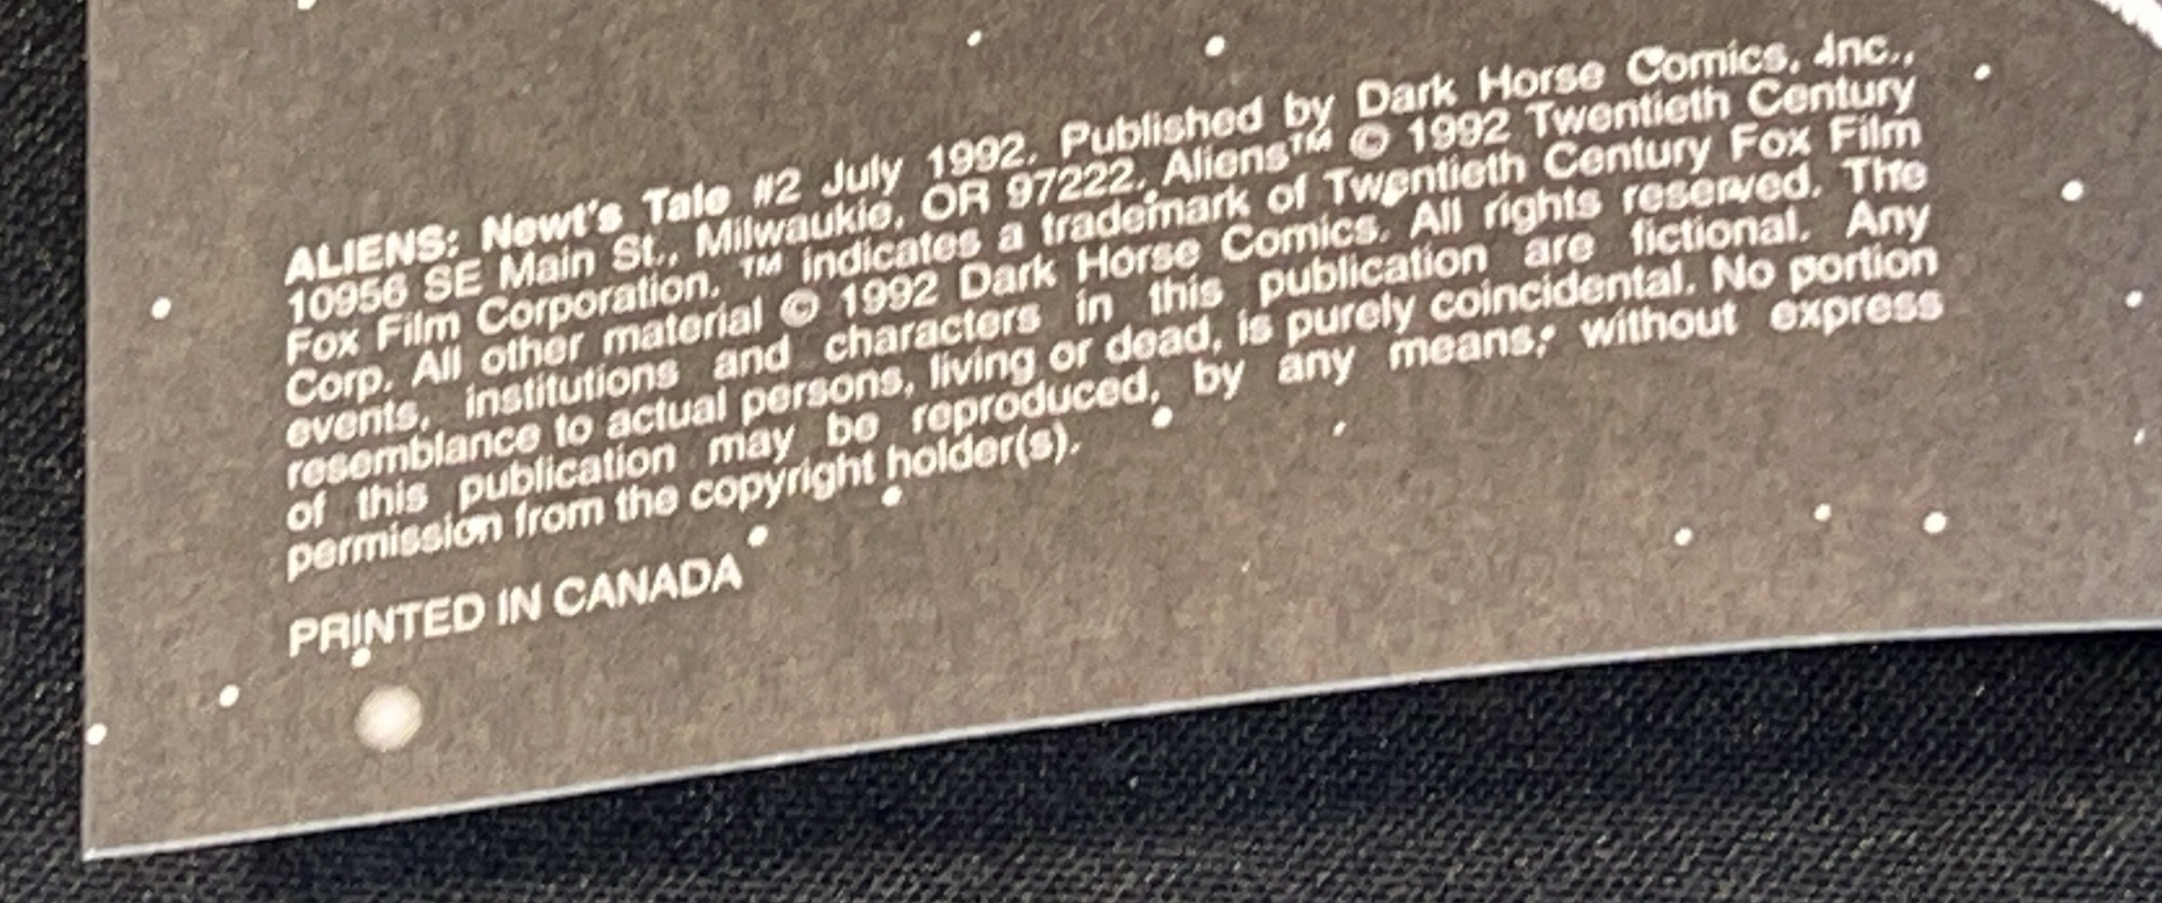 ALIENS: Newt's Tale #2 July 1992. Published by Dark Horse Comics, Inc.,
10956 SE Main St., Milwaukie, OR 97222. Aliens™ © 1992 Twentieth Century
Fox Film Corporation. ™ indicates a trademark of Twentieth Century Fox Film
Corp. All other material © 1992 Dark Horse Comics. All rights reserved. The
events, institutions and characters in this publication are fictional. Any
resemblance to actual persons, living or dead, is purely coincidental. No portion
of this publication may be reproduced, by any means, without express
permission from the copyright holder(s).
PRINTED IN CANADA